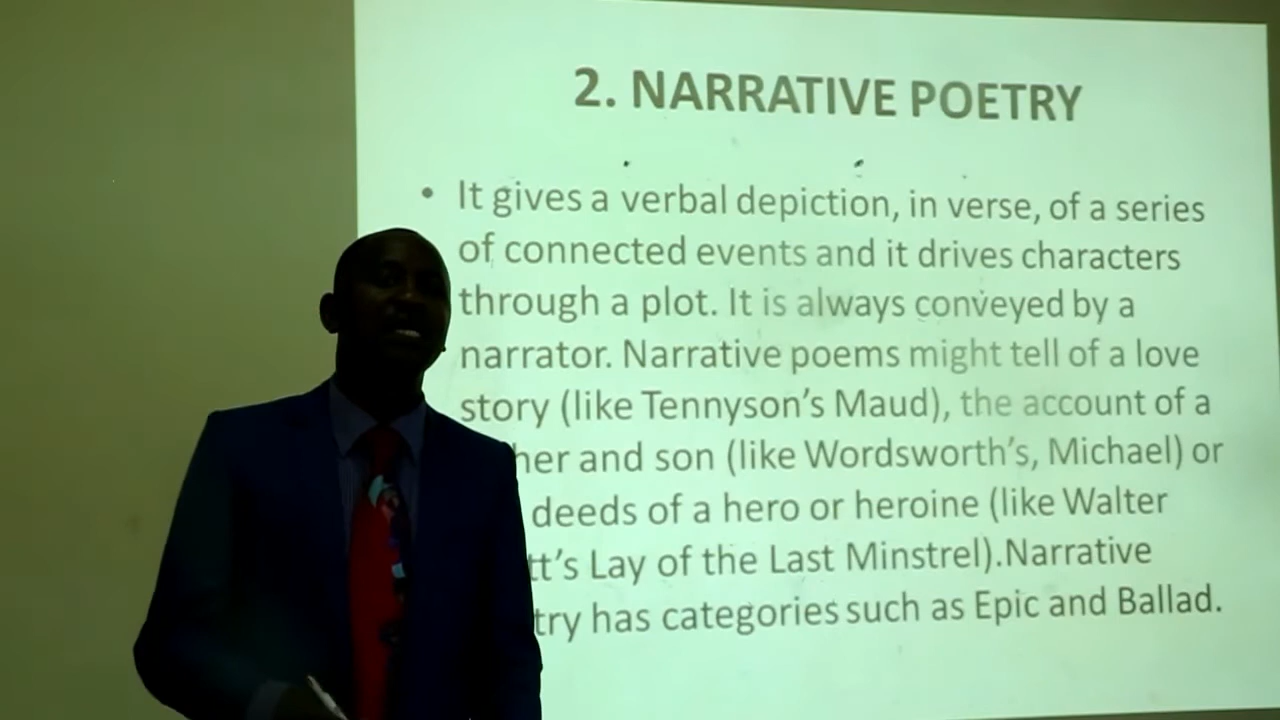 2. NARRATIVE POETRY
• It gives a verbal depiction, in verse, of a series
of connected events and it drives characters
through a plot. It is always conveyed by a
narrator. Narrative poems might tell of a love
story (like Tennyson's Maud), the account of a
her and son (like Wordsworth's, Michael) or
deeds of a hero or heroine (like Walter
tt's Lay of the Last Minstrel).Narrative
try has categories such as Epic and Ballad.